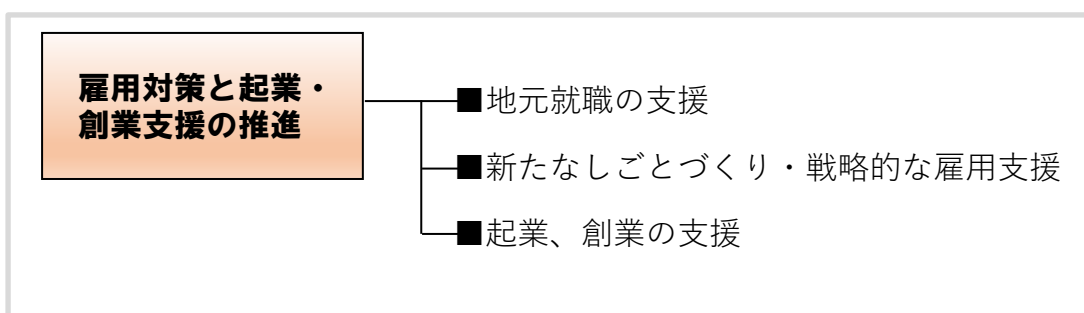 雇用対策と起業・
創業支援の推進
■地元就職の支援
■新たなしごとづくり・戦略的な雇用支援
■起業、創業の支援